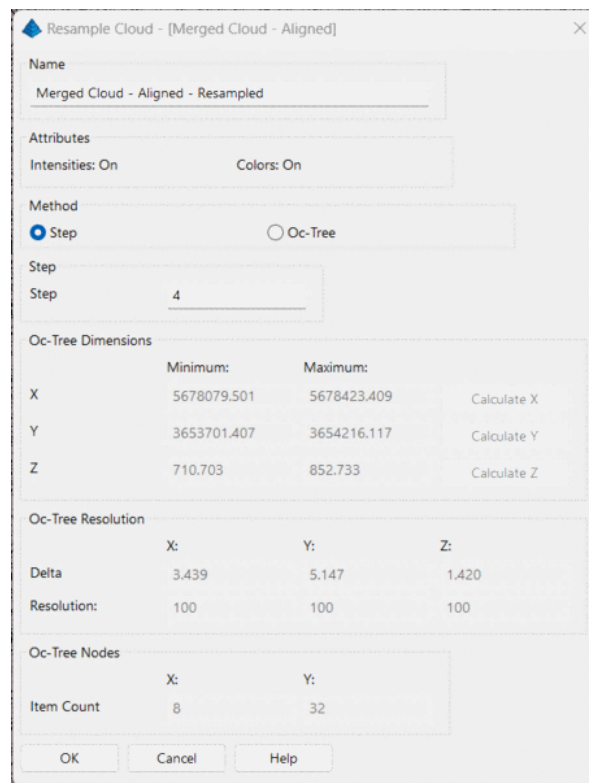 Resample Cloud - [Merged Cloud - Aligned]
Name
Merged Cloud - Aligned - Resampled
Attributes
Intensities: On Colors: On
Method
Step Oc-Tree
Step
Step 4
Oc-Tree Dimensions
Minimum: Maximum:
X 5678079.501 5678423.409 Calculate X
Y 3653701.407 3654216.117 Calculate Y
Z 710.703 852.733 Calculate Z
Oc-Tree Resolution
X: Y: Z:
Delta 3.439 5.147 1.420
Resolution: 100 100 100
Oc-Tree Nodes
X: Y:
Item Count 8 32
OK Cancel Help